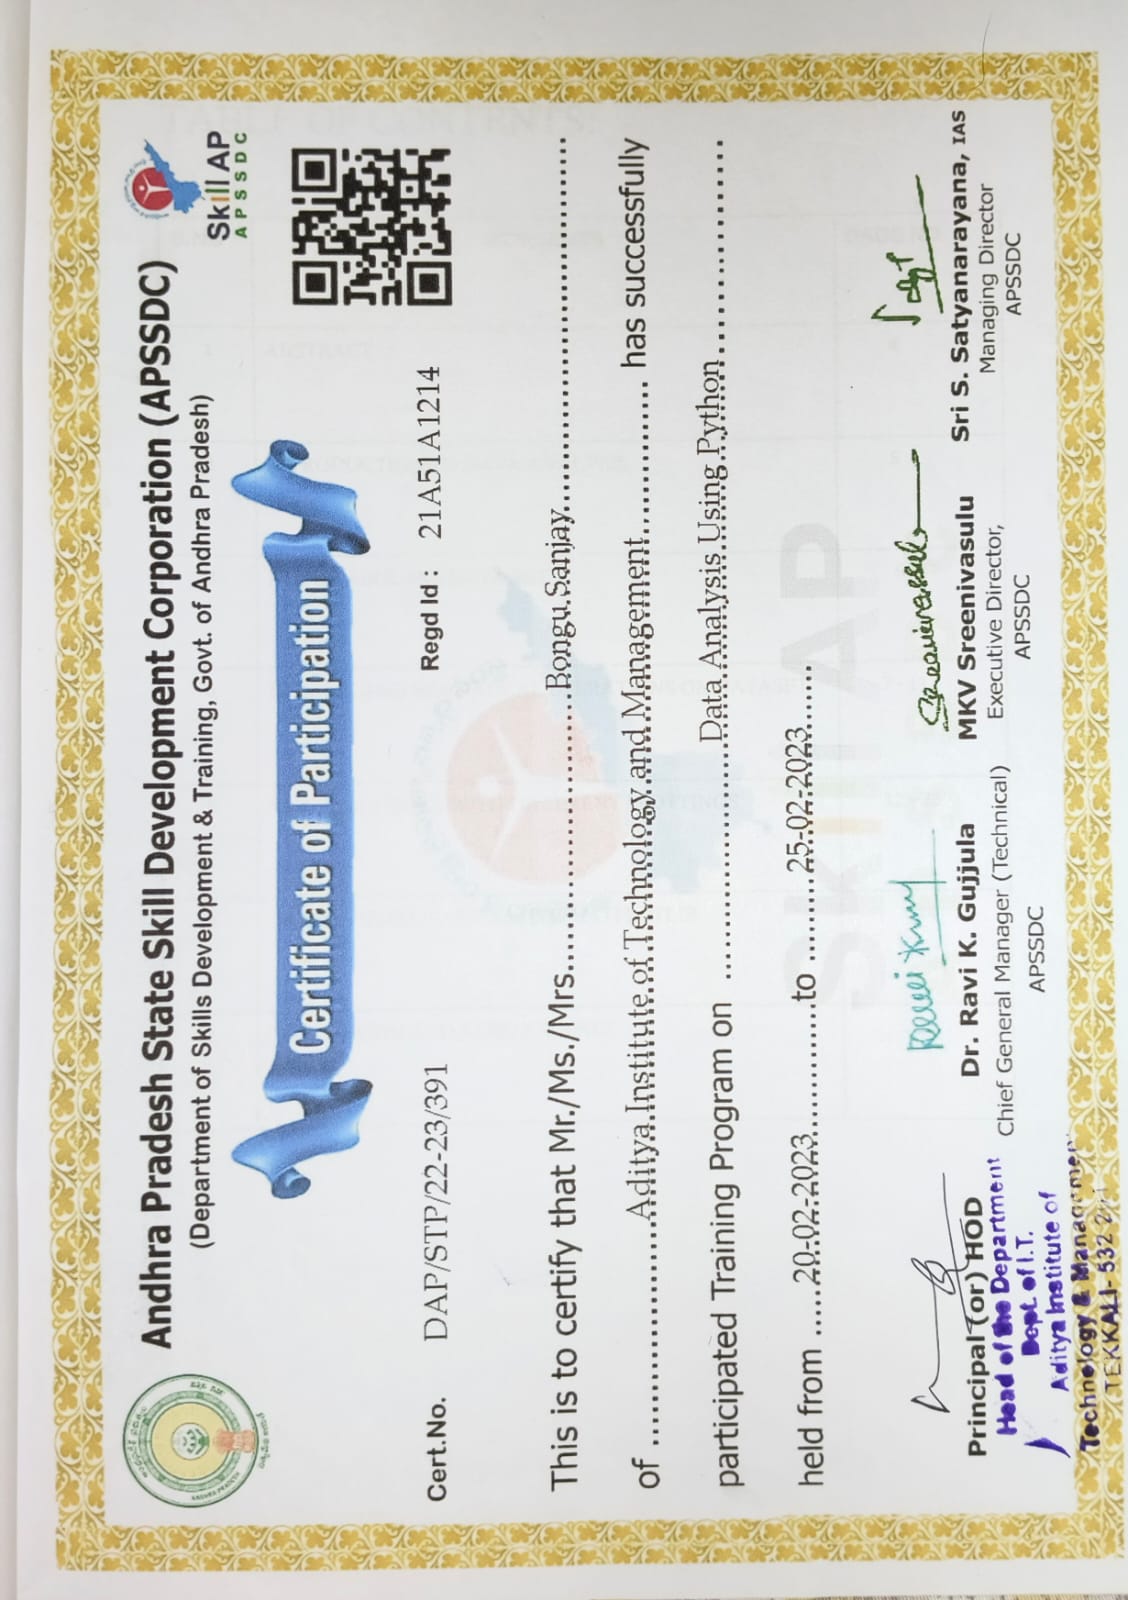 Andhra Pradesh State Skill Development Corporation (APSSDC)
(Department of Skills Development & Training, Govt. of Andhra Pradesh)
Skill AP
APSSDC
Certificate of Participation
Cert.No. DAP/STP/22-23/391
Regd Id : 21A51A1214
This is to certify that Mr./Ms./Mrs............................Bongu Sanjay......................................
of .......................Aditya Institute of Technology and Management................ has successfully
participated Training Program on .......................Data Analysis Using Python......................
held from .....20-02-2023..............to .........25-02-2023.......
Principal (or) HOD
Head of the Department
Dept. of I.T.
Aditya Institute of
Technology & Management
TEKKALI- 532
Dr. Ravi K. Gujjula
Chief General Manager (Technical)
APSSDC
MKV Sreenivasulu
Executive Director,
APSSDC
Sri S. Satyanarayana, IAS
Managing Director
APSSDC
Skill AP